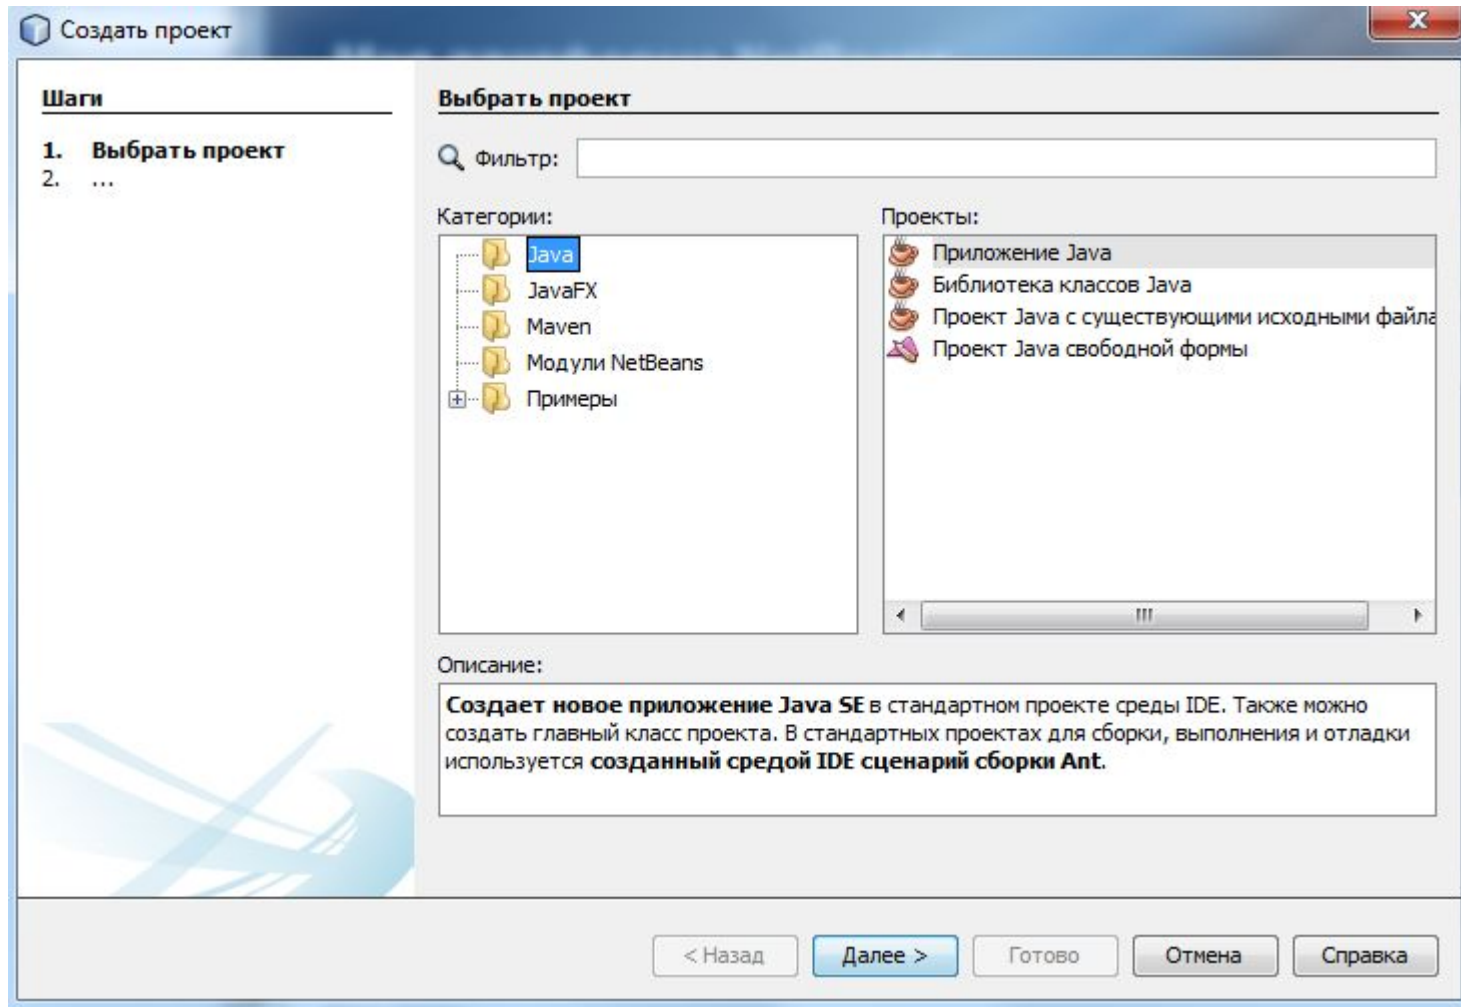 Создать проект
Шаги
1. Выбрать проект
2. ...
Выбрать проект
Фильтр:
Категории:
Java
JavaFX
Maven
Модули NetBeans
Примеры
Проекты:
Приложение Java
Библиотека классов Java
Проект Java с существующими исходными файла
Проект Java свободной формы
Описание:
Создает новое приложение Java SE в стандартном проекте среды IDE. Также можно
создать главный класс проекта. В стандартных проектах для сборки, выполнения и отладки
используется созданный средой IDE сценарий сборки Ant.
< Назад
Далее >
Готово
Отмена
Справка